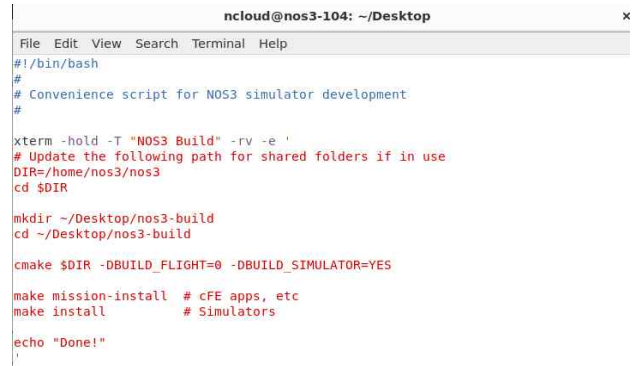 ncloud@nos3-104: ~/Desktop ×
File Edit View Search Terminal Help
#!/bin/bash
#
# Convenience script for NOS3 simulator development
#
xterm -hold -T "NOS3 Build" -rv -e '
# Update the following path for shared folders if in use
DIR=/home/nos3/nos3
cd $DIR
mkdir ~/Desktop/nos3-build
cd ~/Desktop/nos3-build
cmake $DIR -DBUILD_FLIGHT=0 -DBUILD_SIMULATOR=YES
make mission-install # cFE apps, etc
make install # Simulators
echo "Done!"
'